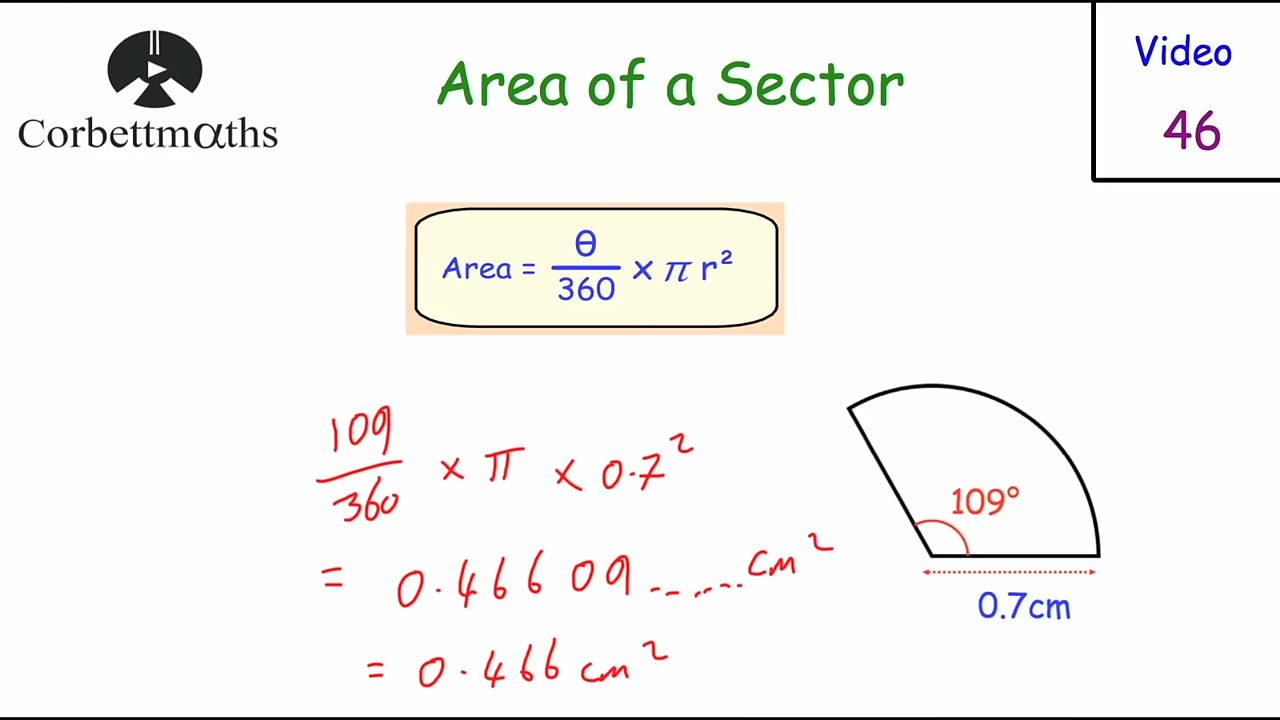 Corbettmαths
Area of a Sector
Video
46
Area = θ/360 × π r²
109/360 × π × 0.7²
= 0.46609...... cm²
= 0.466 cm²
109°
0.7cm